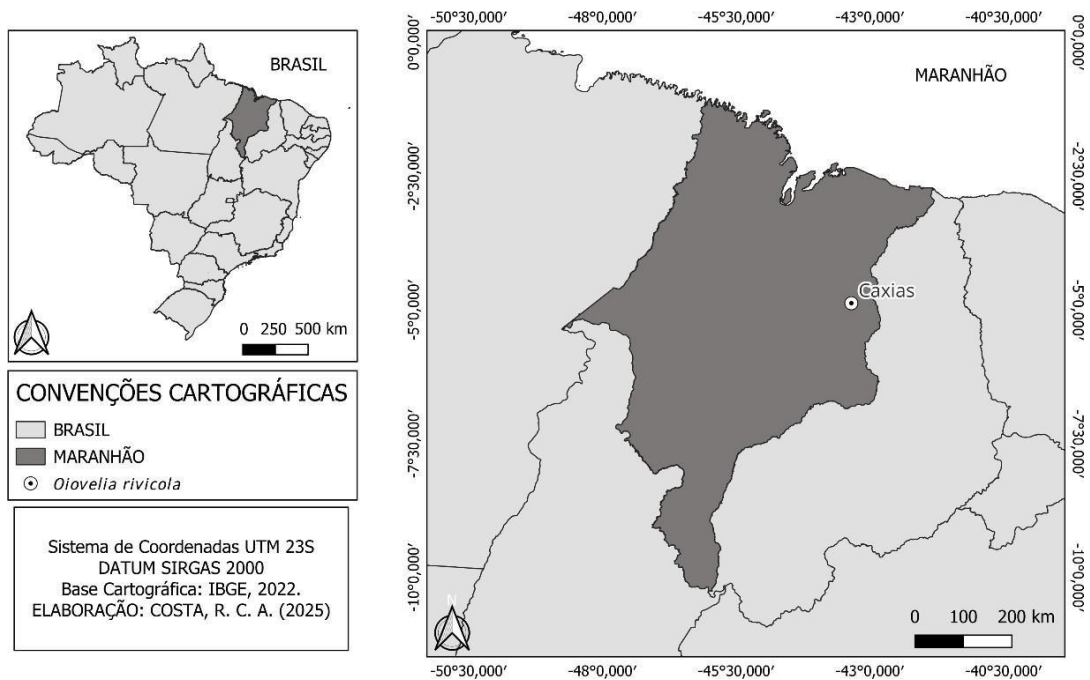 BRASIL
0 250 500 km
CONVENÇÕES CARTOGRÁFICAS
BRASIL
MARANHÃO
Oiovelia rivicola
Sistema de Coordenadas UTM 23S
DATUM SIRGAS 2000
Base Cartográfica: IBGE, 2022.
ELABORAÇÃO: COSTA, R. C. A. (2025)
-50°30,000′ -48°0,000′ -45°30,000′ -43°0,000′ -40°30,000′
0°0,000′
-2°30,000′
-5°0,000′
-7°30,000′
-10°0,000′
MARANHÃO
Caxias
N
0 100 200 km
0°0,000′
-2°30,000′
-5°0,000′
-7°30,000′
-10°0,000′
-50°30,000′ -48°0,000′ -45°30,000′ -43°0,000′ -40°30,000′